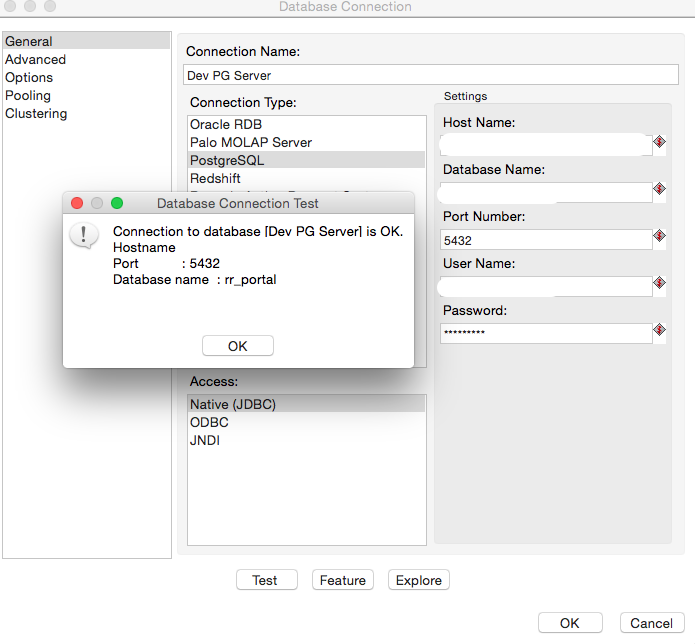 Database Connection
General
Advanced
Options
Pooling
Clustering
Connection Name:
Dev PG Server
Connection Type:
Oracle RDB
Palo MOLAP Server
PostgreSQL
Redshift
Settings
Host Name:
Database Name:
Port Number:
5432
User Name:
Password:
*********
Database Connection Test
Connection to database [Dev PG Server] is OK.
Hostname
Port : 5432
Database name : rr_portal
OK
Access:
Native (JDBC)
ODBC
JNDI
Test Feature Explore
OK Cancel